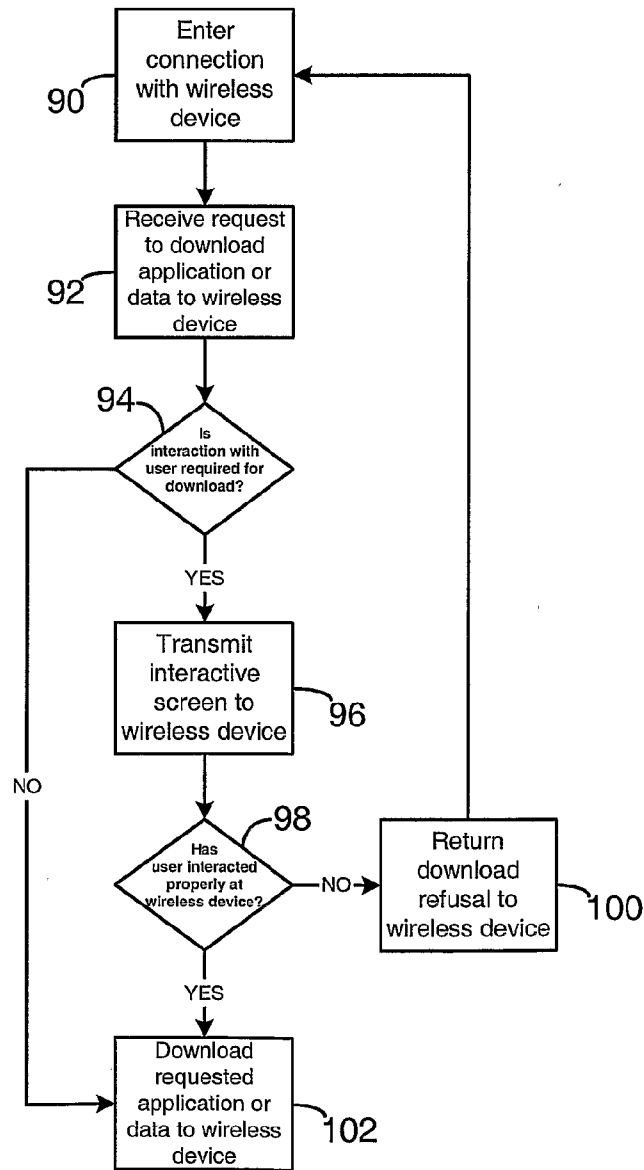 Enter
connection
with wireless
device
90
Receive request
to download
application or
data to wireless
device
92
94
Is
interaction with
user required for
download?
YES
NO
Transmit
interactive
screen to
wireless device
96
98
Has
user interacted
properly at
wireless device?
NO
Return
download
refusal to
wireless device
100
YES
Download
requested
application or
data to wireless
device
102